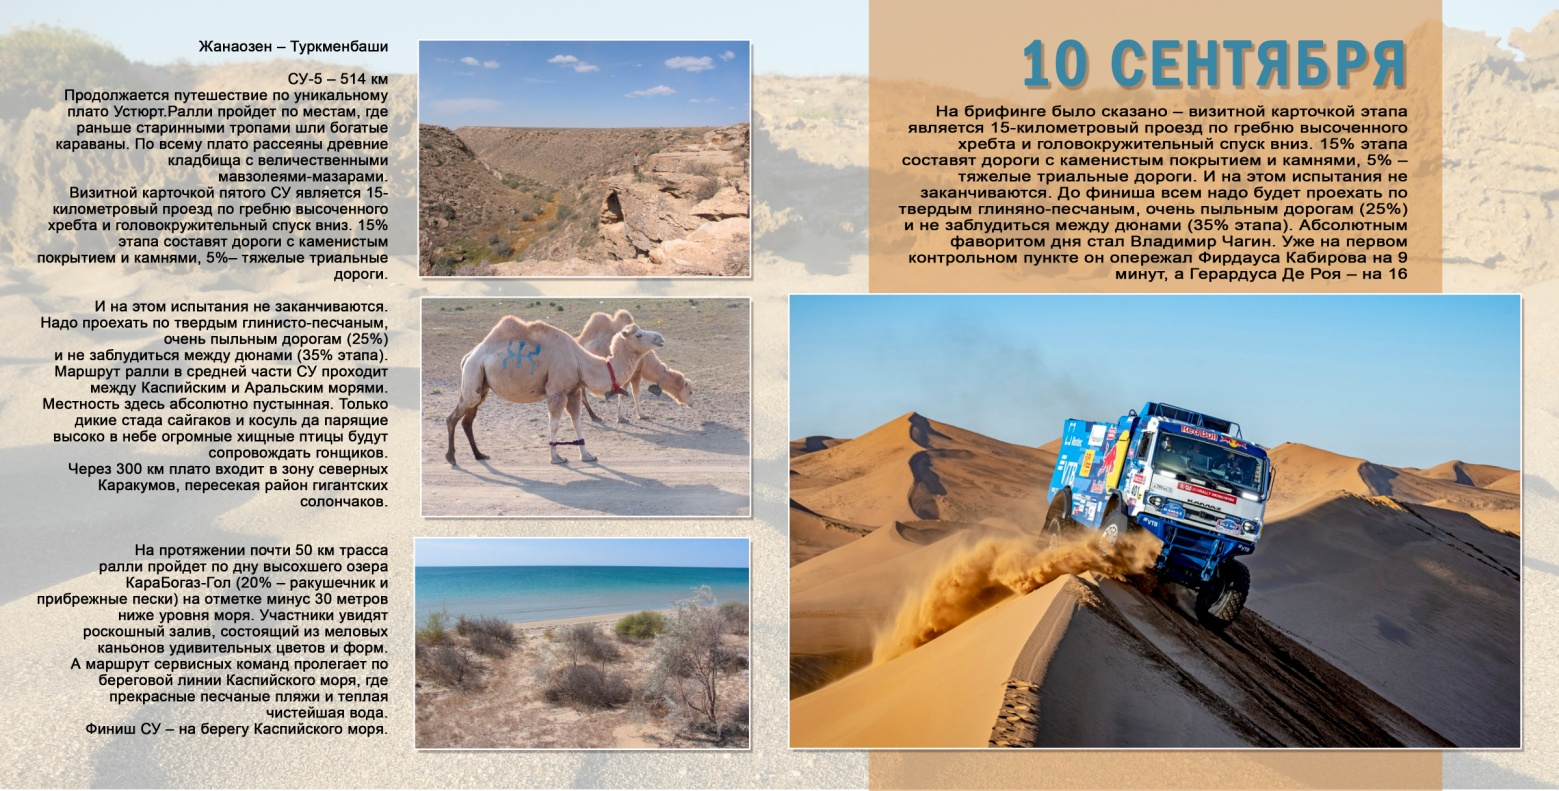 Жанаозен – Туркменбаши
СУ-5 – 514 км
Продолжается путешествие по уникальному
плато Устюрт.Ралли пройдет по местам, где
раньше старинными тропами шли богатые
караваны. По всему плато рассеяны древние
кладбища с величественными
мавзолеями-мазарами.
Визитной карточкой пятого СУ является 15-
километровый проезд по гребню высоченного
хребта и головокружительный спуск вниз. 15%
этапа составят дороги с каменистым
покрытием и камнями, 5%– тяжелые триальные
дороги.
И на этом испытания не заканчиваются.
Надо проехать по твердым глинисто-песчаным,
очень пыльным дорогам (25%)
и не заблудиться между дюнами (35% этапа).
Маршрут ралли в средней части СУ проходит
между Каспийским и Аральским морями.
Местность здесь абсолютно пустынная. Только
дикие стада сайгаков и косуль да парящие
высоко в небе огромные хищные птицы будут
сопровождать гонщиков.
Через 300 км плато входит в зону северных
Каракумов, пересекая район гигантских
солончаков.
На протяжении почти 50 км трасса
ралли пройдет по дну высохшего озера
КараБогаз-Гол (20% – ракушечник и
прибрежные пески) на отметке минус 30 метров
ниже уровня моря. Участники увидят
роскошный залив, состоящий из меловых
каньонов удивительных цветов и форм.
А маршрут сервисных команд пролегает по
береговой линии Каспийского моря, где
прекрасные песчаные пляжи и теплая
чистейшая вода.
Финиш СУ – на берегу Каспийского моря.
10 СЕНТЯБРЯ
На брифинге было сказано – визитной карточкой этапа
является 15-километровый проезд по гребню высоченного
хребта и головокружительный спуск вниз. 15% этапа
составят дороги с каменистым покрытием и камнями, 5% –
тяжелые триальные дороги. И на этом испытания не
заканчиваются. До финиша всем надо будет проехать по
твердым глиняно-песчаным, очень пыльным дорогам (25%)
и не заблудиться между дюнами (35% этапа). Абсолютным
фаворитом дня стал Владимир Чагин. Уже на первом
контрольном пункте он опережал Фирдауса Кабирова на 9
минут, а Герардуса Де Роя – на 16
Red Bull
KAMAZ
VTR